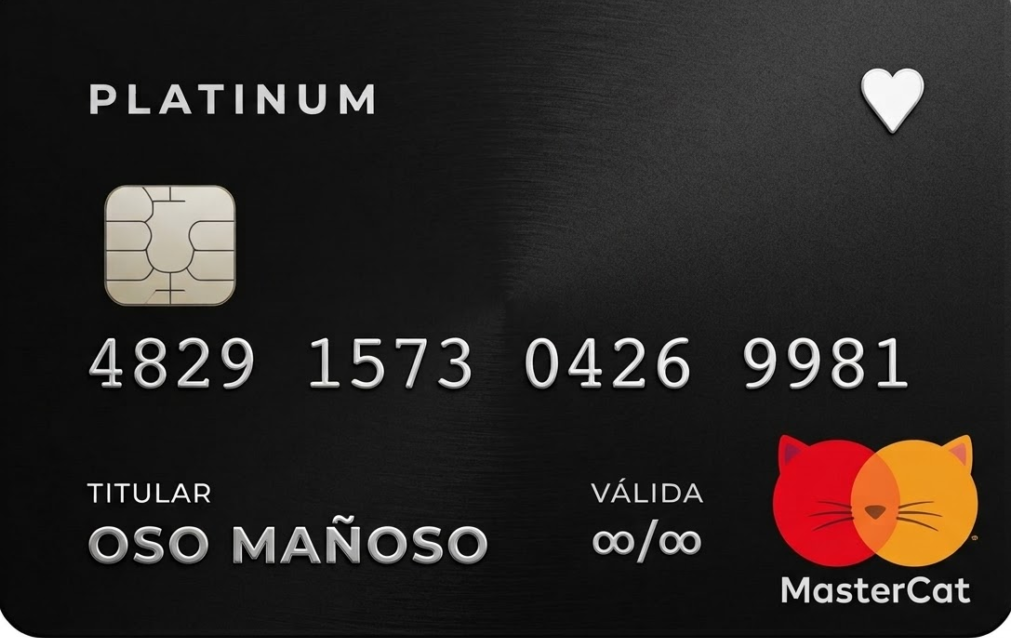 PLATINUM
4829 1573 0426 9981
TITULAR
OSO MAÑOSO
VÁLIDA
∞/∞
MasterCat